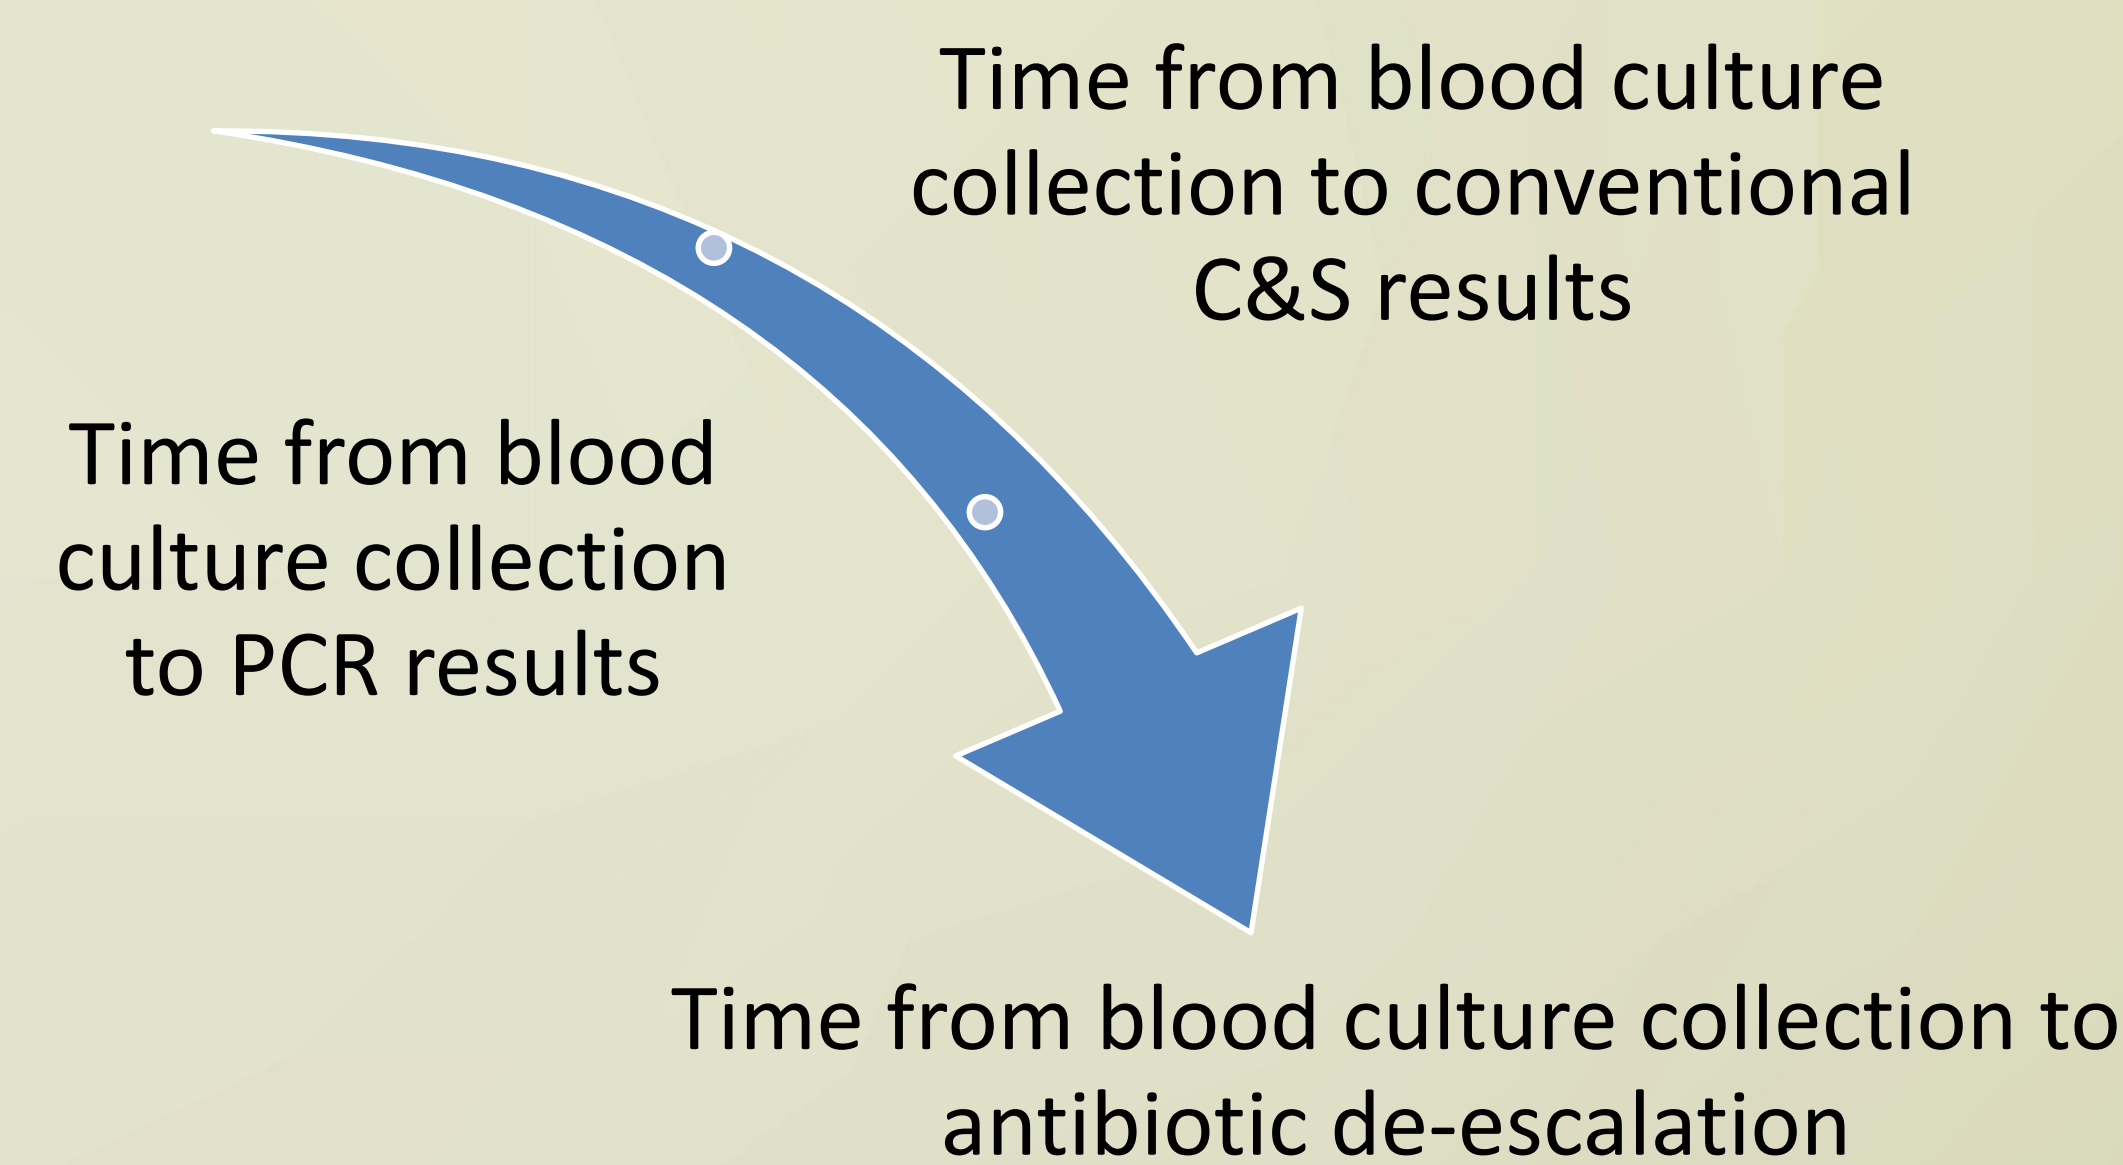 Time from blood culture
collection to conventional
C&S results
Time from blood
culture collection
to PCR results
Time from blood culture collection to
antibiotic de-escalation